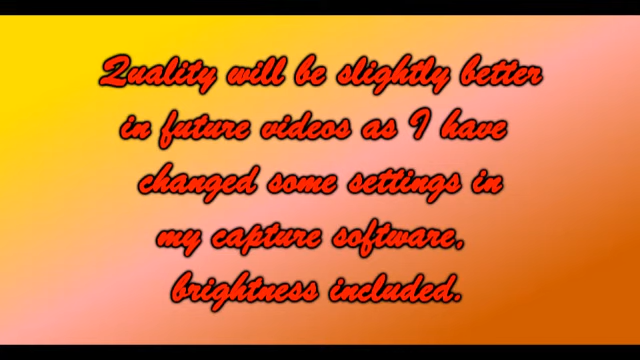 Quality will be slightly better
in future videos as I have
changed some settings in
my capture software,
brightness included.